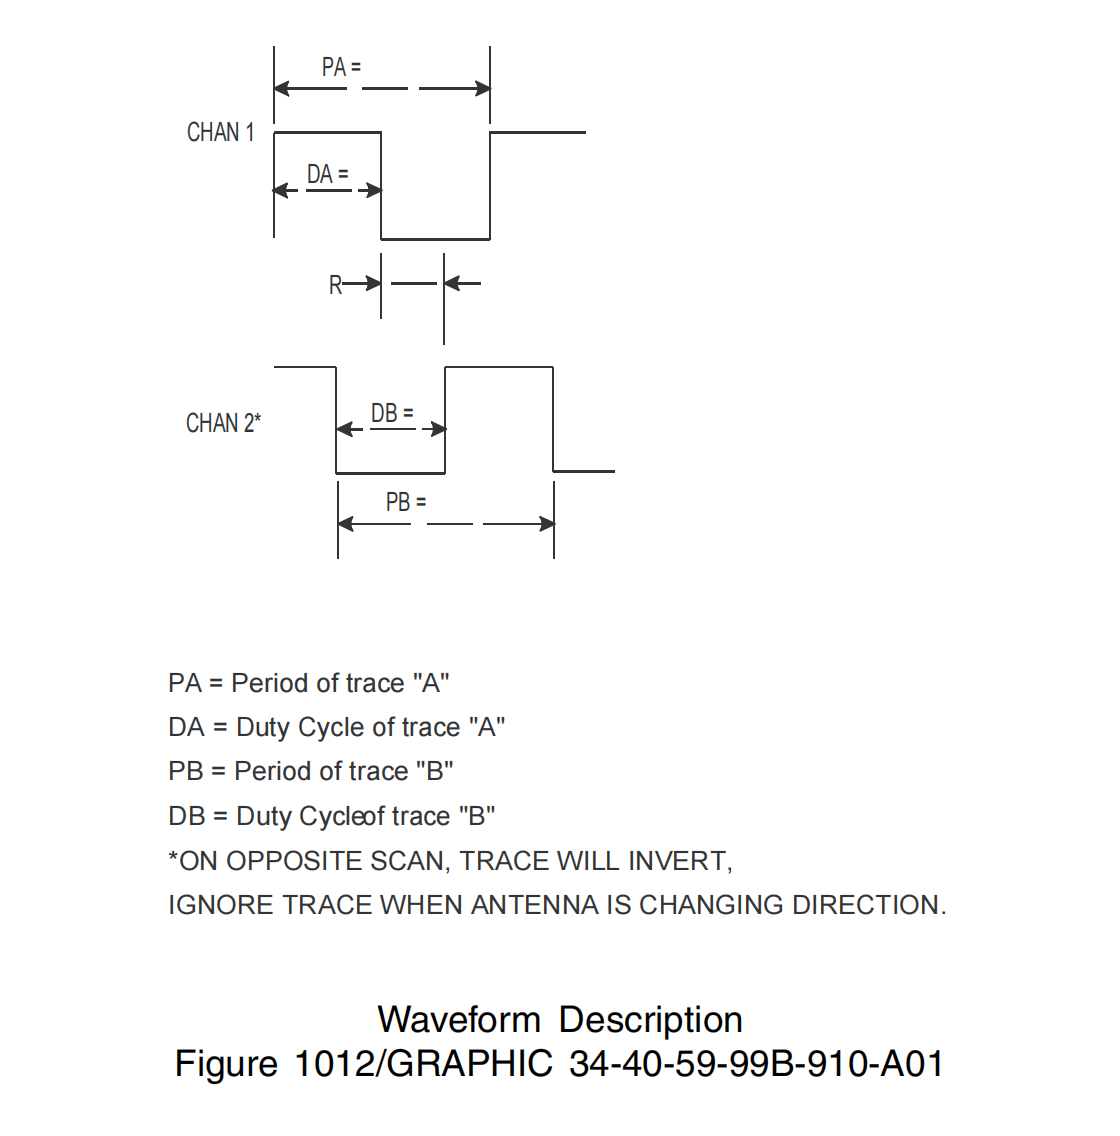 PA =
CHAN 1
DA =
R
DB =
CHAN 2*
PB =
PA = Period of trace "A"
DA = Duty Cycle of trace "A"
PB = Period of trace "B"
DB = Duty Cycleof trace "B"
*ON OPPOSITE SCAN, TRACE WILL INVERT,
IGNORE TRACE WHEN ANTENNA IS CHANGING DIRECTION.
Waveform Description
Figure 1012/GRAPHIC 34-40-59-99B-910-A01